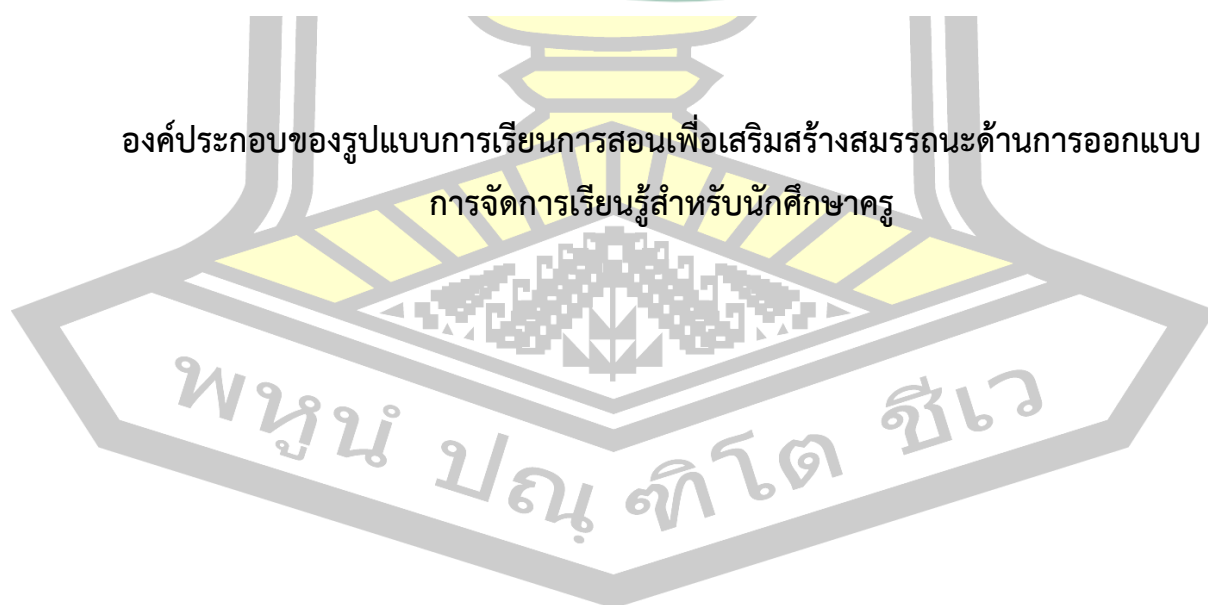 องค์ประกอบของรูปแบบการเรียนการสอนเพื่อเสริมสร้างสมรรถนะด้านการออกแบบ
การจัดการเรียนรู้สำหรับนักศึกษาครู
พหูนํ ปณฺฑิโต ชีเว